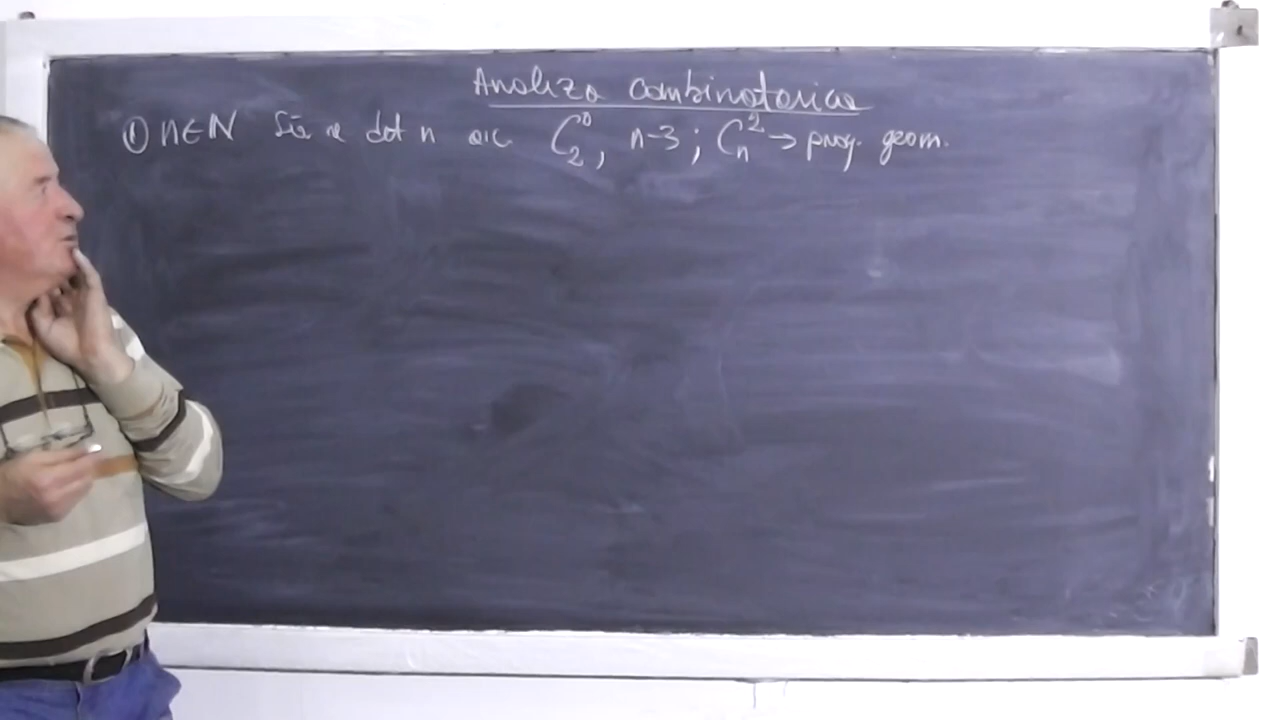 Analiza combinatorica
① n∈N Să se det n a.î. C₂⁰, n-3; Cₙ² → prog. geom.